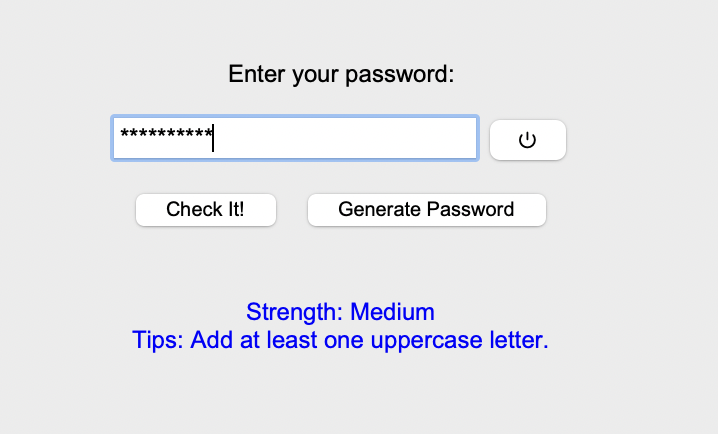 Enter your password:
**********
Check It! Generate Password
Strength: Medium
Tips: Add at least one uppercase letter.